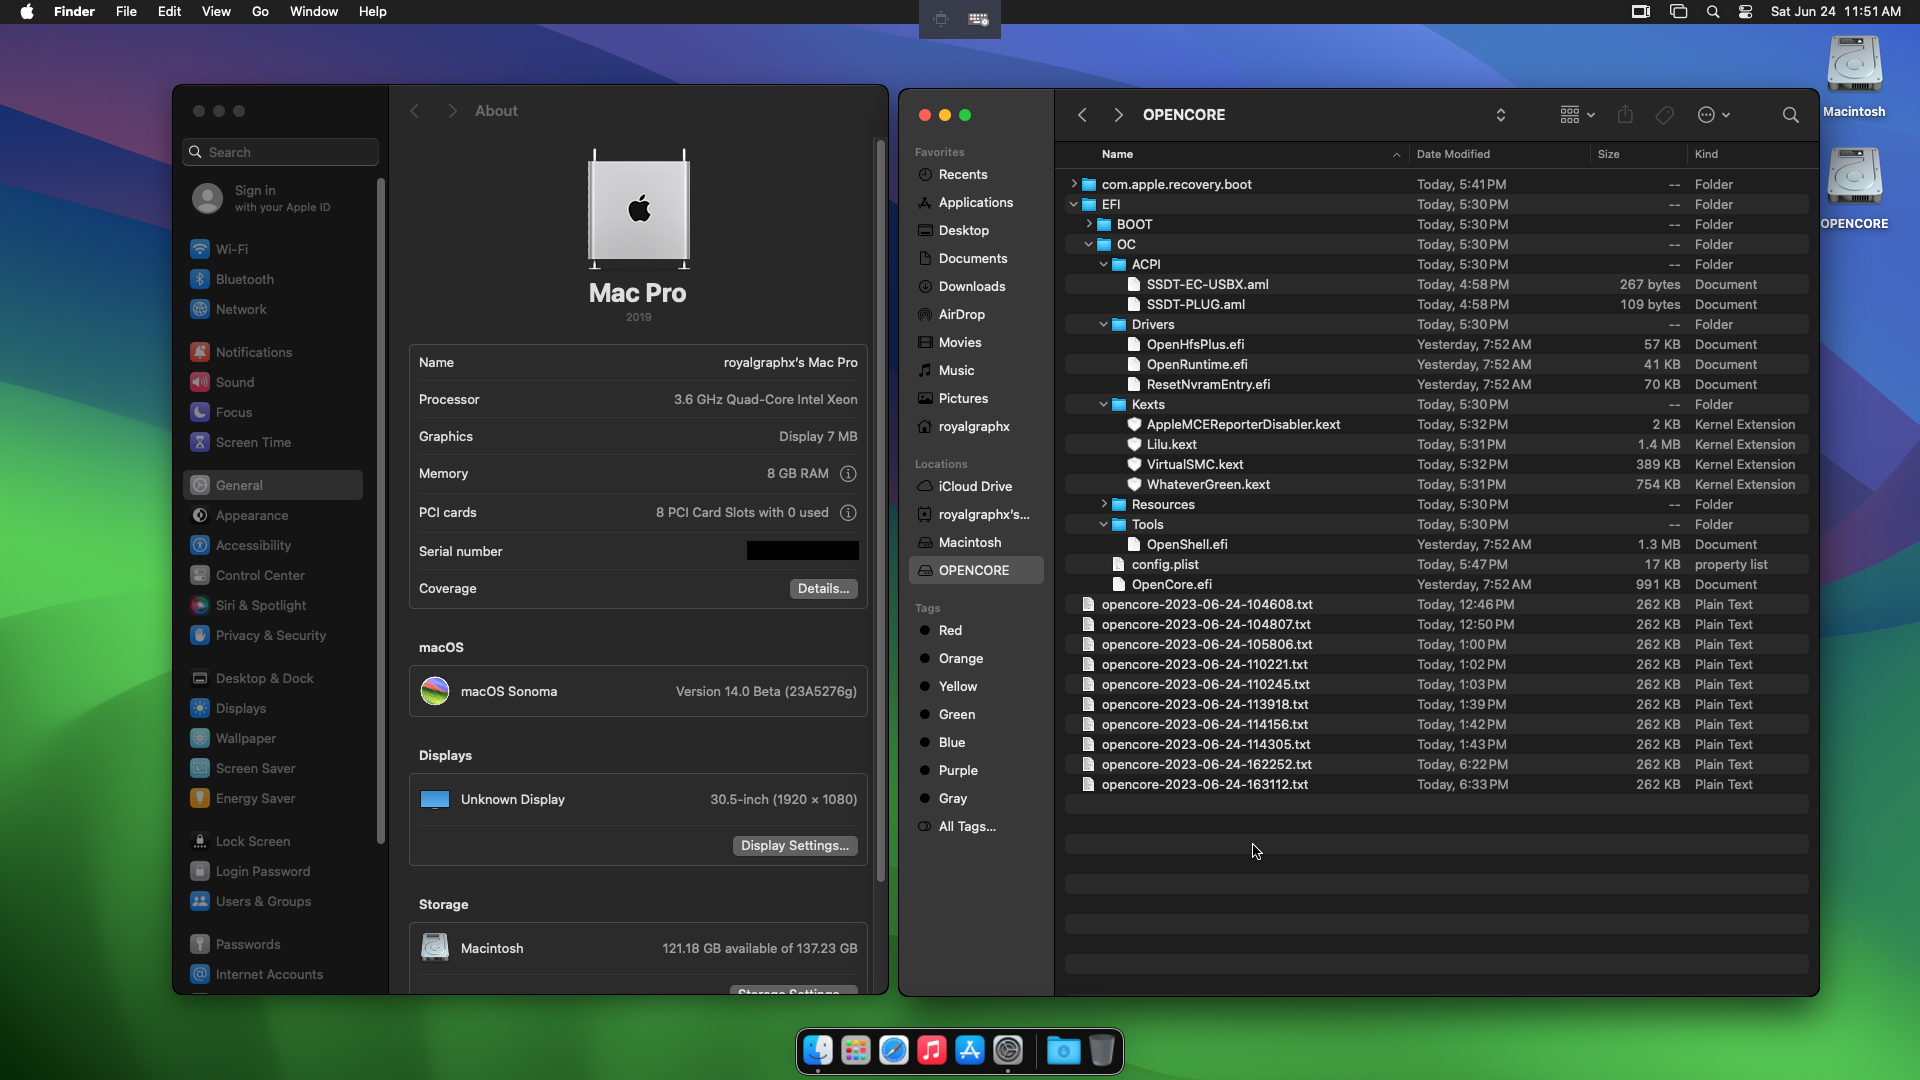 Finder File Edit View Go Window Help
Sat Jun 24 11:51 AM
Macintosh
OPENCORE
Search
Sign in
with your Apple ID
Wi-Fi
Bluetooth
Network
Notifications
Sound
Focus
Screen Time
General
Appearance
Accessibility
Control Center
Siri & Spotlight
Privacy & Security
Desktop & Dock
Displays
Wallpaper
Screen Saver
Energy Saver
Lock Screen
Login Password
Users & Groups
Passwords
Internet Accounts
About
Mac Pro
2019
Name royalgraphx's Mac Pro
Processor 3.6 GHz Quad-Core Intel Xeon
Graphics Display 7 MB
Memory 8 GB RAM
PCI cards 8 PCI Card Slots with 0 used
Serial number
Coverage Details...
macOS
macOS Sonoma Version 14.0 Beta (23A5276g)
Displays
Unknown Display 30.5-inch (1920 × 1080)
Display Settings...
Storage
Macintosh 121.18 GB available of 137.23 GB
Storage Settings...
Favorites
Recents
Applications
Desktop
Documents
Downloads
AirDrop
Movies
Music
Pictures
royalgraphx
Locations
iCloud Drive
royalgraphx's...
Macintosh
OPENCORE
Tags
Red
Orange
Yellow
Green
Blue
Purple
Gray
All Tags...
OPENCORE
Name Date Modified Size Kind
com.apple.recovery.boot Today, 5:41 PM -- Folder
EFI Today, 5:30 PM -- Folder
BOOT Today, 5:30 PM -- Folder
OC Today, 5:30 PM -- Folder
ACPI Today, 5:30 PM -- Folder
SSDT-EC-USBX.aml Today, 4:58 PM 267 bytes Document
SSDT-PLUG.aml Today, 4:58 PM 109 bytes Document
Drivers Today, 5:30 PM -- Folder
OpenHfsPlus.efi Yesterday, 7:52 AM 57 KB Document
OpenRuntime.efi Yesterday, 7:52 AM 41 KB Document
ResetNvramEntry.efi Yesterday, 7:52 AM 70 KB Document
Kexts Today, 5:30 PM -- Folder
AppleMCEReporterDisabler.kext Today, 5:32 PM 2 KB Kernel Extension
Lilu.kext Today, 5:31 PM 1.4 MB Kernel Extension
VirtualSMC.kext Today, 5:32 PM 389 KB Kernel Extension
WhateverGreen.kext Today, 5:31 PM 754 KB Kernel Extension
Resources Today, 5:30 PM -- Folder
Tools Today, 5:30 PM -- Folder
OpenShell.efi Yesterday, 7:52 AM 1.3 MB Document
config.plist Today, 5:47 PM 17 KB property list
OpenCore.efi Yesterday, 7:52 AM 991 KB Document
opencore-2023-06-24-104608.txt Today, 12:46 PM 262 KB Plain Text
opencore-2023-06-24-104807.txt Today, 12:50 PM 262 KB Plain Text
opencore-2023-06-24-105806.txt Today, 1:00 PM 262 KB Plain Text
opencore-2023-06-24-110221.txt Today, 1:02 PM 262 KB Plain Text
opencore-2023-06-24-110245.txt Today, 1:03 PM 262 KB Plain Text
opencore-2023-06-24-113918.txt Today, 1:39 PM 262 KB Plain Text
opencore-2023-06-24-114156.txt Today, 1:42 PM 262 KB Plain Text
opencore-2023-06-24-114305.txt Today, 1:43 PM 262 KB Plain Text
opencore-2023-06-24-162252.txt Today, 6:22 PM 262 KB Plain Text
opencore-2023-06-24-163112.txt Today, 6:33 PM 262 KB Plain Text